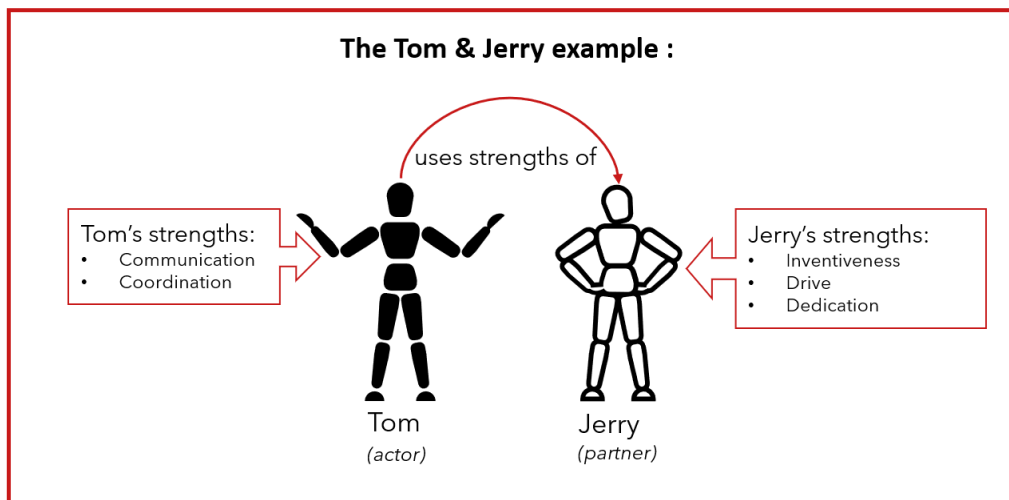 The Tom & Jerry example :
uses strengths of
Tom’s strengths:
• Communication
• Coordination
Jerry’s strengths:
• Inventiveness
• Drive
• Dedication
Tom
(actor)
Jerry
(partner)